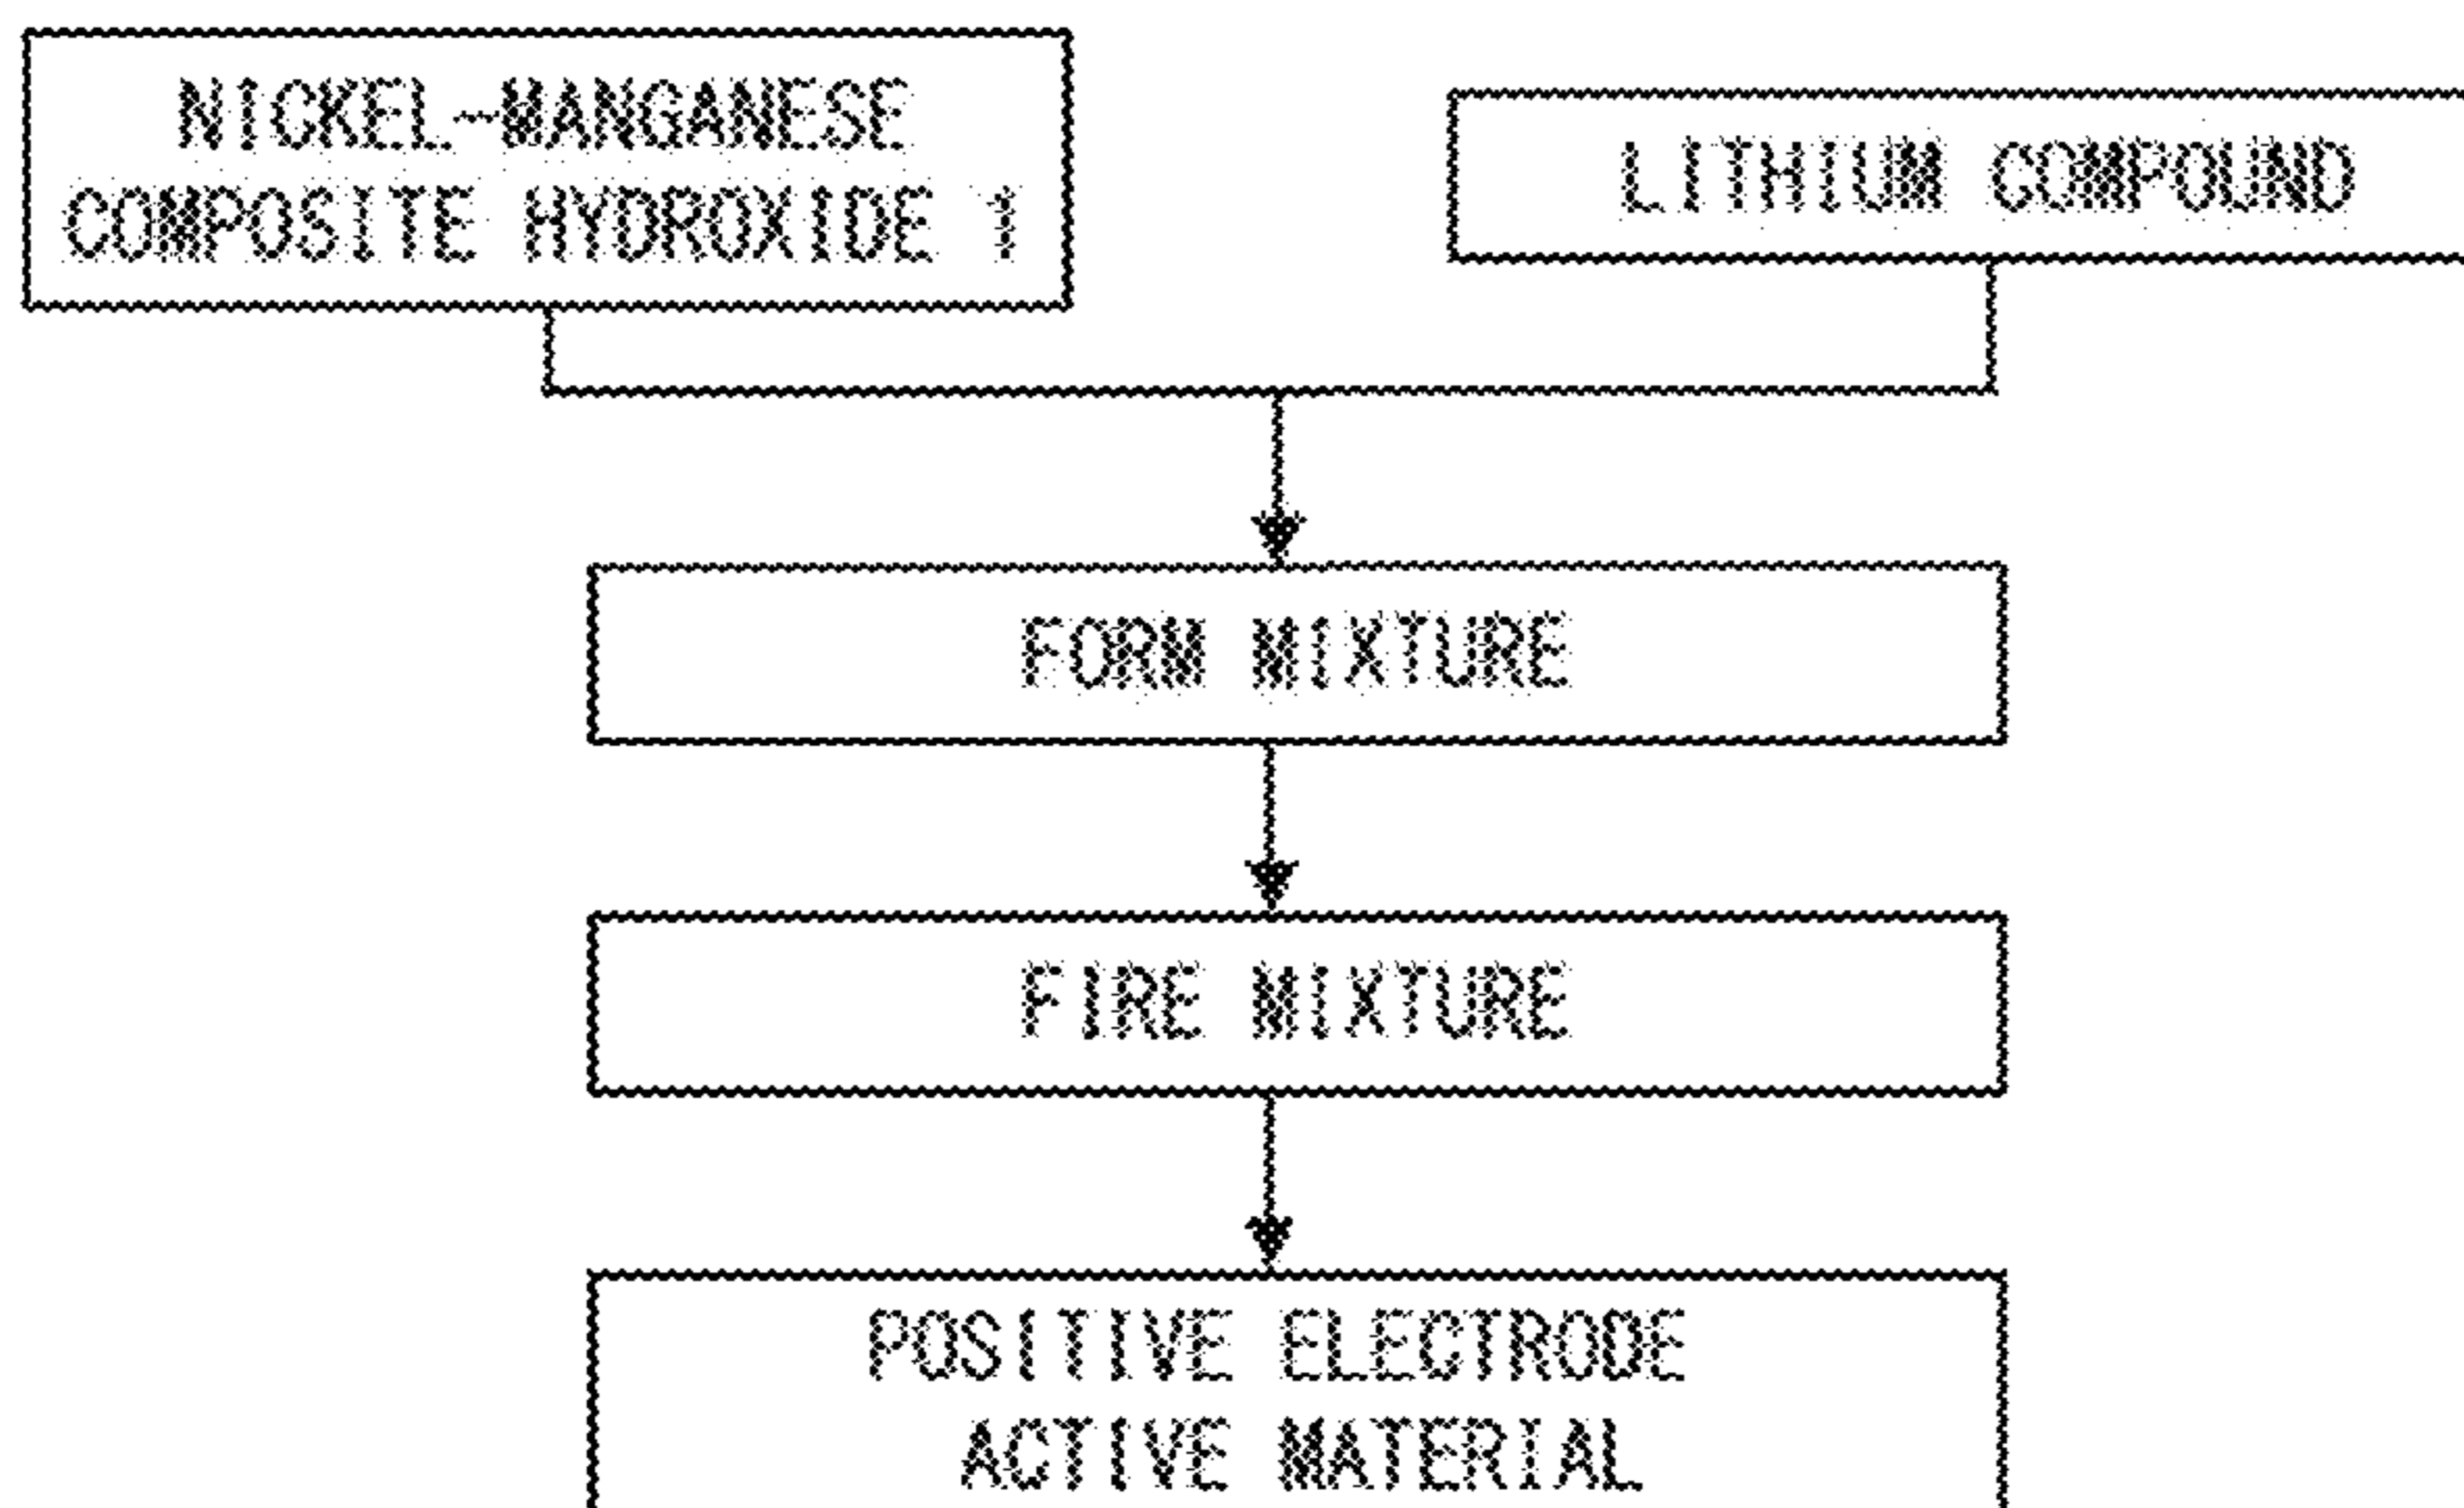 NICKEL-MANGANESE
COMPOSITE HYDROXIDE 1
LITHIUM COMPOUND
FORM MIXTURE
FIRE MIXTURE
POSITIVE ELECTRODE
ACTIVE MATERIAL